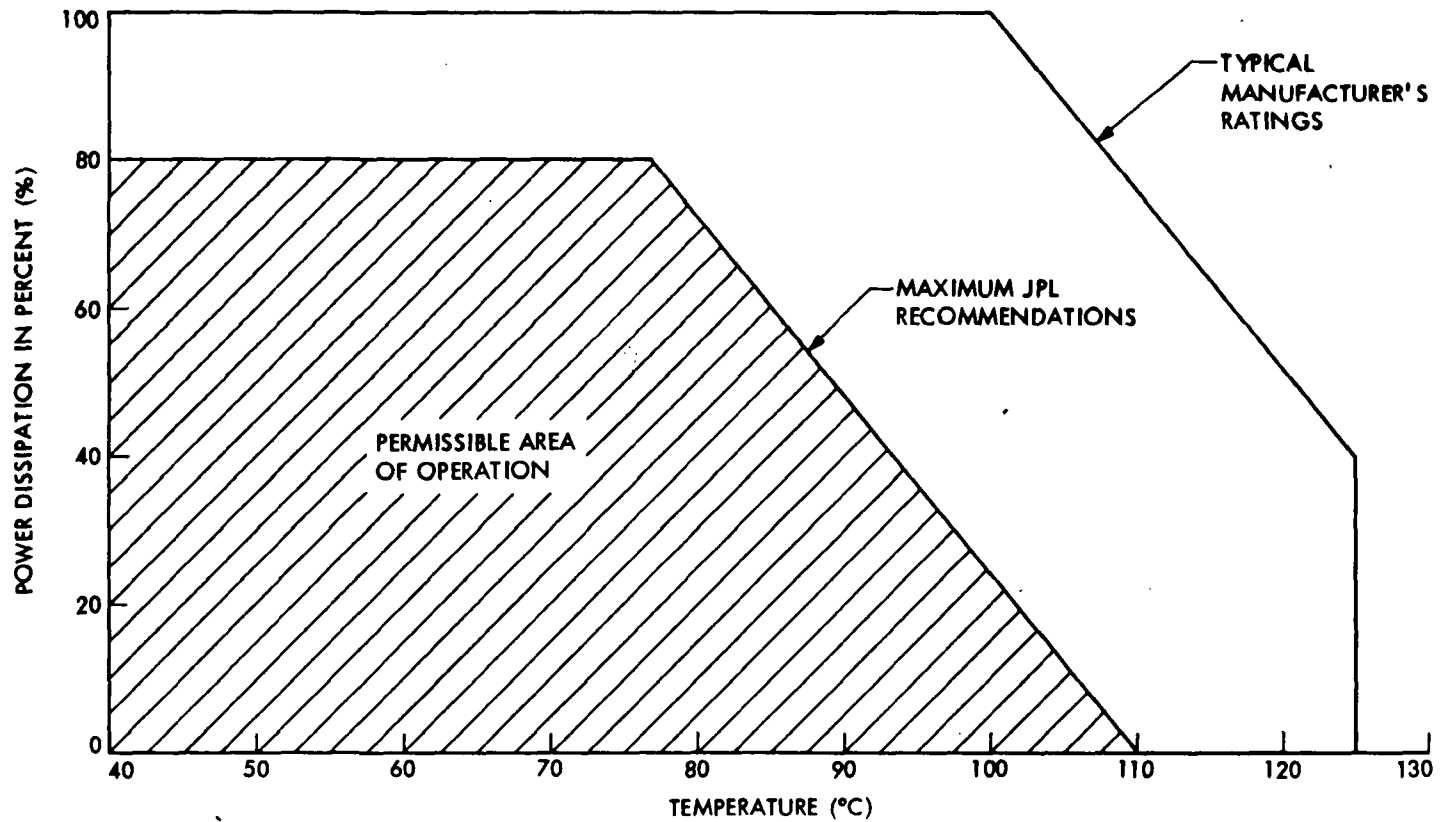 100
80
60
40
20
0
POWER DISSIPATION IN PERCENT (%)
TYPICAL
MANUFACTURER'S
RATINGS
MAXIMUM JPL
RECOMMENDATIONS
PERMISSIBLE AREA
OF OPERATION
40 50 60 70 80 90 100 110 120 130
TEMPERATURE (°C)